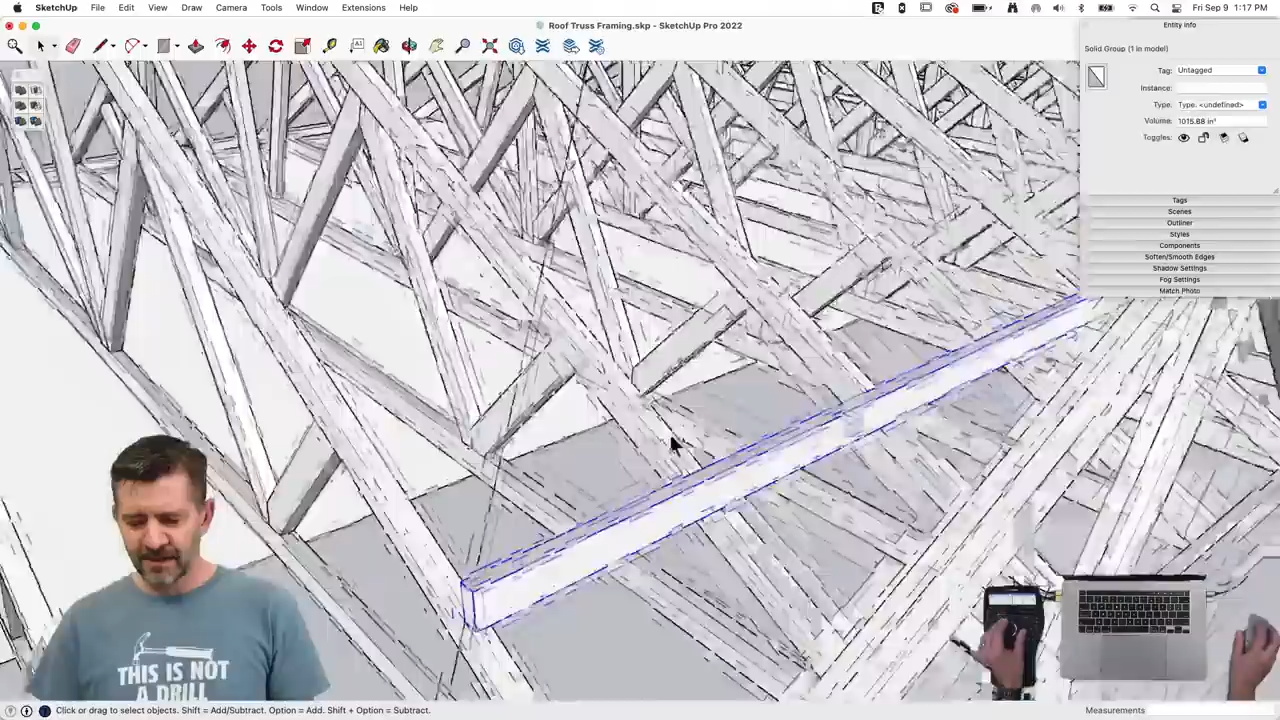 SketchUp File Edit View Draw Camera Tools Window Extensions Help Fri Sep 9 1:17 PM
Roof Truss Framing.skp - SketchUp Pro 2022
Entity Info
Solid Group (1 in model)
Tag: Untagged
Instance:
Type: Type: <undefined>
Volume: 1015.68 in³
Toggles:
Tags
Scenes
Outliner
Styles
Components
Soften/Smooth Edges
Shadow Settings
Fog Settings
Match Photo
THIS IS NOT
A DRILL
Click or drag to select objects. Shift = Add/Subtract. Option = Add. Shift + Option = Subtract.
Measurements